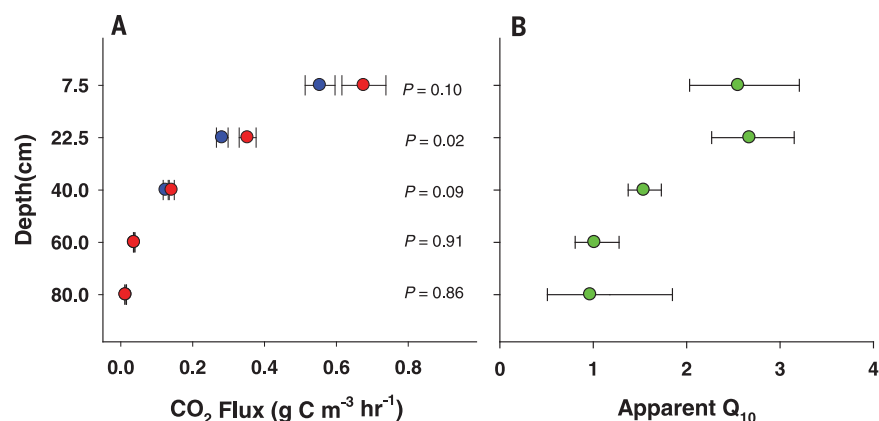 A
B
Depth(cm)
7.5
22.5
40.0
60.0
80.0
P = 0.10
P = 0.02
P = 0.09
P = 0.91
P = 0.86
0.0 0.2 0.4 0.6 0.8
CO₂ Flux (g C m⁻³ hr⁻¹)
0 1 2 3 4
Apparent Q₁₀